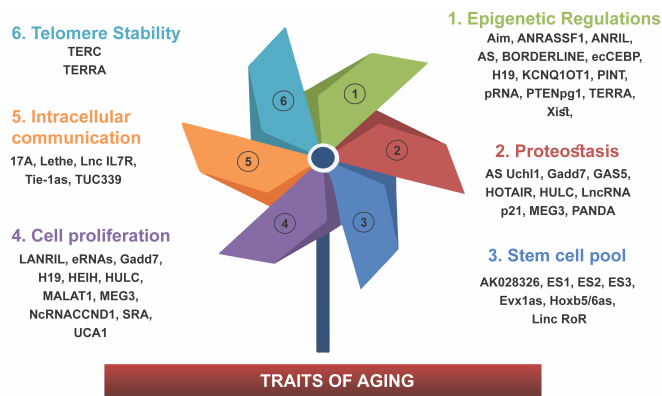 1. Epigenetic Regulations
Aim, ANRASSF1, ANRIL,
AS, BORDERLINE, ecCEBP,
H19, KCNQ1OT1, PINT,
pRNA, PTENpg1, TERRA,
Xist,
2. Proteostasis
AS Uchl1, Gadd7, GAS5,
HOTAIR, HULC, LncRNA
p21, MEG3, PANDA
3. Stem cell pool
AK028326, ES1, ES2, ES3,
Evx1as, Hoxb5/6as,
Linc RoR
4. Cell proliferation
LANRIL, eRNAs, Gadd7,
H19, HEIH, HULC,
MALAT1, MEG3,
NcRNACCND1, SRA,
UCA1
5. Intracellular
communication
17A, Lethe, Lnc IL7R,
Tie-1as, TUC339
6. Telomere Stability
TERC
TERRA
1
2
3
4
5
6
TRAITS OF AGING